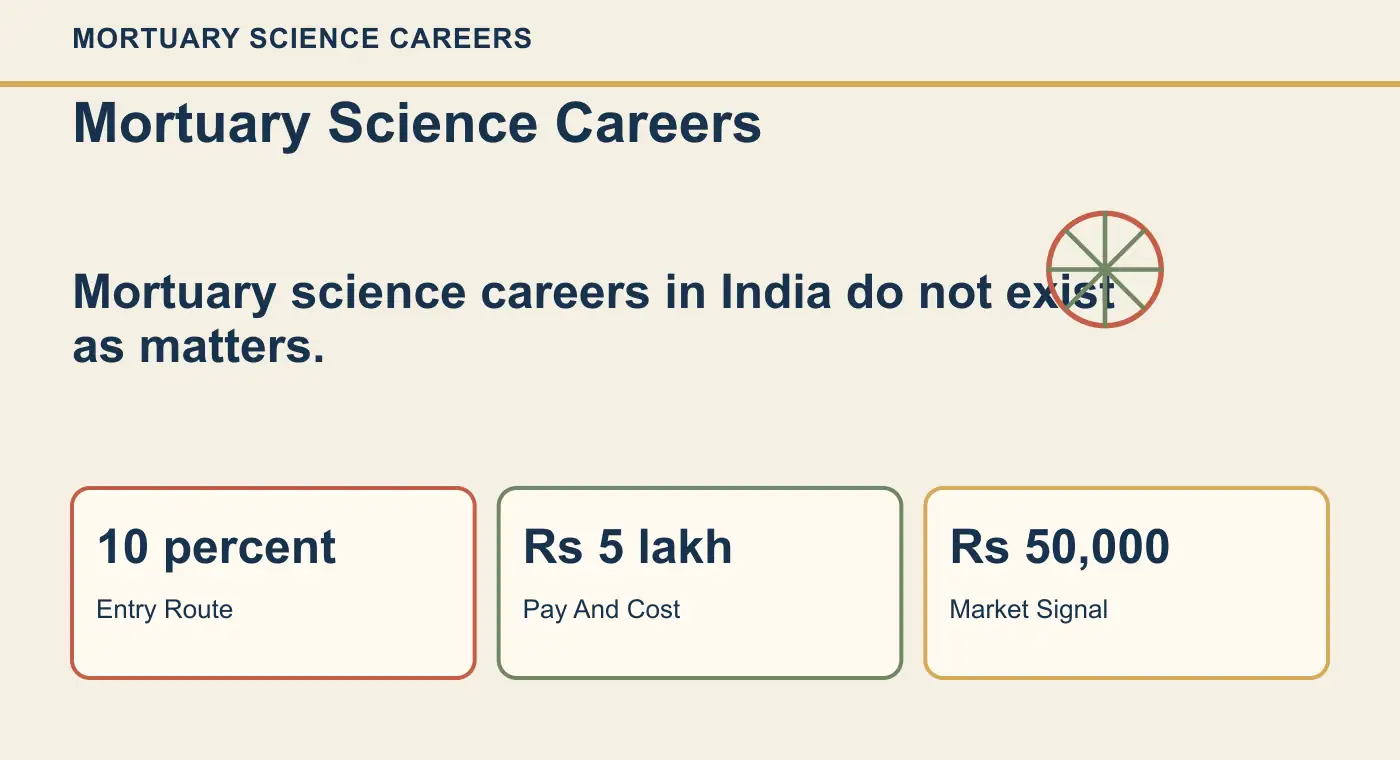 MORTUARY SCIENCE CAREERS
Mortuary Science Careers
Mortuary science careers in India do not exist
as matters.
10 percent
Entry Route
Rs 5 lakh
Pay And Cost
Rs 50,000
Market Signal